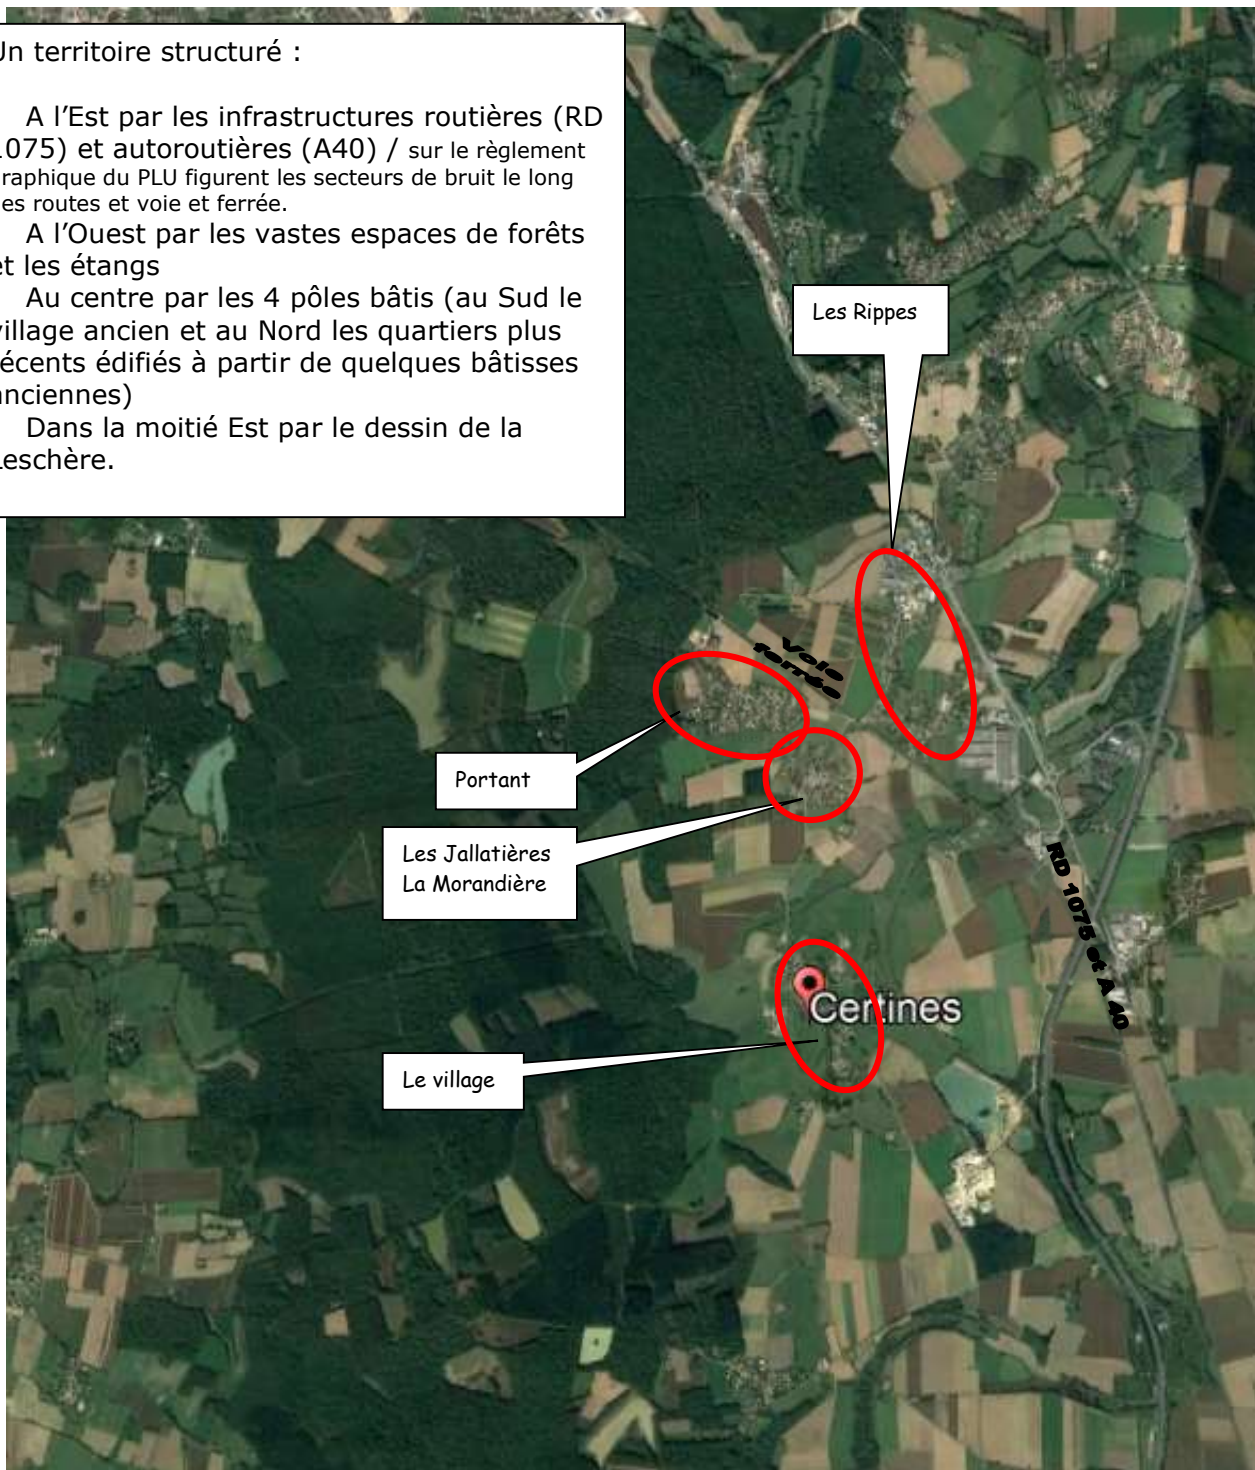 Un territoire structuré :
A l'Est par les infrastructures routières (RD
1075) et autoroutières (A40) / sur le règlement
raphique du PLU figurent les secteurs de bruit le long
es routes et voie et ferrée.
A l'Ouest par les vastes espaces de forêts
et les étangs
Au centre par les 4 pôles bâtis (au Sud le
village ancien et au Nord les quartiers plus
récents édifiés à partir de quelques bâtisses
anciennes)
Dans la moitié Est par le dessin de la
Leschère.
Les Rippes
Voie
ferrée
Portant
Les Jallatières
La Morandière
RD 1075 et A 40
Certines
Le village